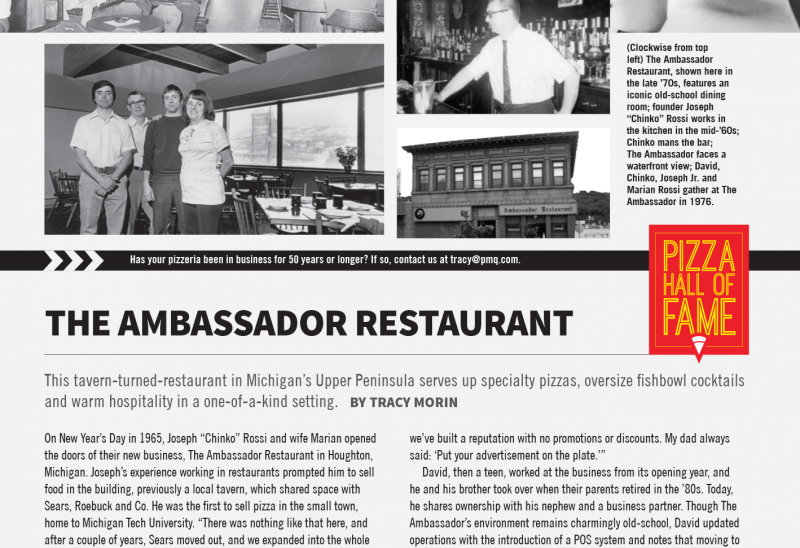 (Clockwise from top
left) The Ambassador
Restaurant, shown here in
the late '70s, features an
iconic old-school dining
room; founder Joseph
“Chinko” Rossi works in
the kitchen in the mid-'60s;
Chinko mans the bar;
The Ambassador faces a
waterfront view; David,
Chinko, Joseph Jr. and
Marian Rossi gather at The
Ambassador in 1976.
Ambassador Restaurant
Has your pizzeria been in business for 50 years or longer? If so, contact us at tracy@pmq.com.
PIZZA
HALL OF
FAME
THE AMBASSADOR RESTAURANT
This tavern-turned-restaurant in Michigan’s Upper Peninsula serves up specialty pizzas, oversize fishbowl cocktails
and warm hospitality in a one-of-a-kind setting. BY TRACY MORIN
On New Year’s Day in 1965, Joseph “Chinko” Rossi and wife Marian opened
the doors of their new business, The Ambassador Restaurant in Houghton,
Michigan. Joseph’s experience working in restaurants prompted him to sell
food in the building, previously a local tavern, which shared space with
Sears, Roebuck and Co. He was the first to sell pizza in the small town,
home to Michigan Tech University. “There was nothing like that here, and
after a couple of years, Sears moved out, and we expanded into the whole
we’ve built a reputation with no promotions or discounts. My dad always
said: ‘Put your advertisement on the plate.’”
David, then a teen, worked at the business from its opening year, and
he and his brother took over when their parents retired in the ’80s. Today,
he shares ownership with his nephew and a business partner. Though The
Ambassador’s environment remains charmingly old-school, David updated
operations with the introduction of a POS system and notes that moving to